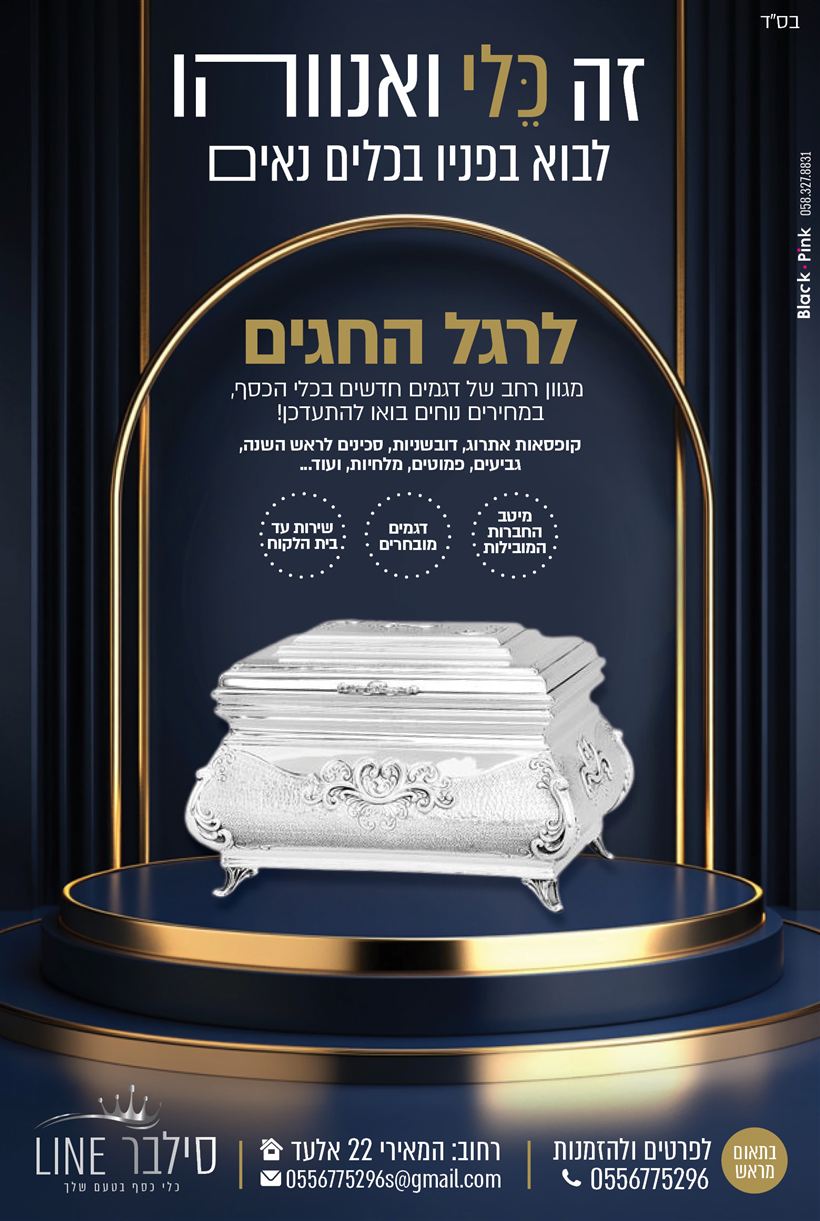 בס"ד
זה כֵּלי ואנווהו
לבוא בפניו בכלים נאים
Black·Pink 058.327.8831
לרגל החגים
מגוון רחב של דגמים חדשים בכלי הכסף,
במחירים נוחים בואו להתעדכן!
קופסאות אתרוג, דובשניות, סכינים לראש השנה,
גביעים, פמוטים, מלחיות, ועוד...
מיטב
החברות
המובילות
דגמים
מובחרים
שירות עד
בית הלקוח
בתאום
מראש
לפרטים ולהזמנות
0556775296
רחוב: המאירי 22 אלעד
0556775296s@gmail.com
סילבר LINE
כלי כסף בטעם שלך